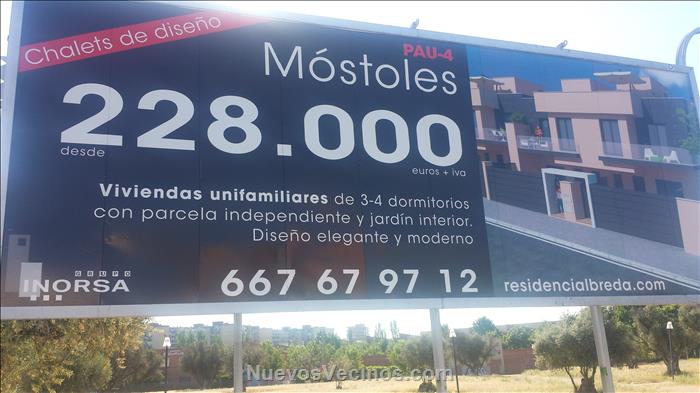 Chalets de diseño
PAU-4
Móstoles
228.000
desde
euros + iva
Viviendas unifamiliares de 3-4 dormitorios
con parcela independiente y jardín interior.
Diseño elegante y moderno
GRUPO
INORSA
667 67 97 12
residencialbreda.com
NuevosVecinos.com